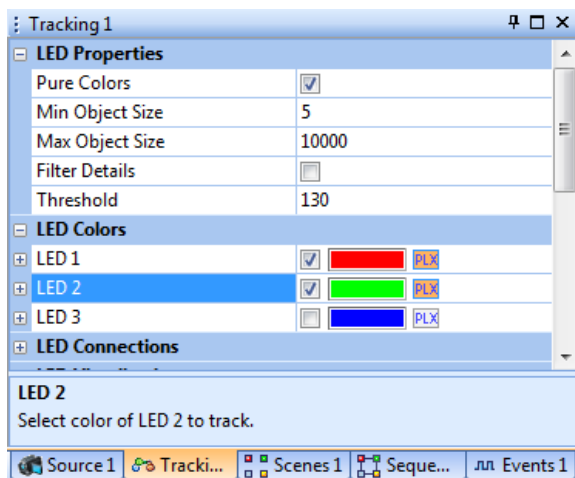 Tracking 1
LED Properties
Pure Colors
Min Object Size 5
Max Object Size 10000
Filter Details
Threshold 130
LED Colors
LED 1 PLX
LED 2 PLX
LED 3 PLX
LED Connections
LED 2
Select color of LED 2 to track.
Source 1 Tracki... Scenes 1 Seque... Events 1